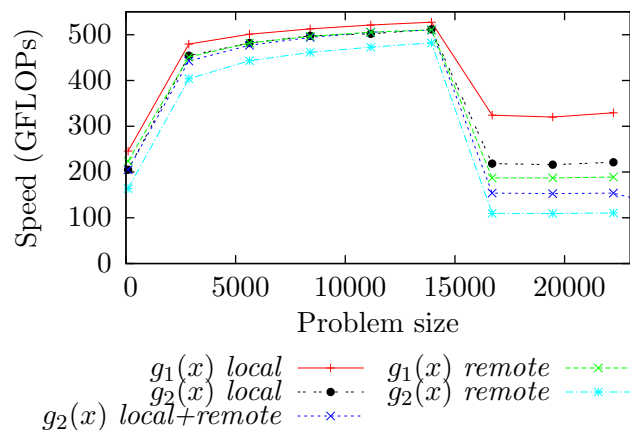 500
400
300
200
100
0
Speed (GFLOPs)
0 5000 10000 15000 20000
Problem size
g₁(x) local g₁(x) remote
g₂(x) local g₂(x) remote
g₂(x) local+remote